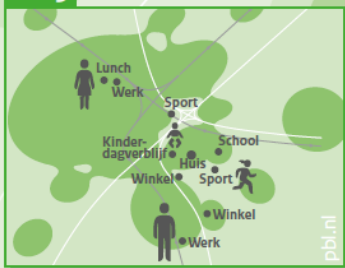 Lunch
Werk
Sport
Kinder-
dagverblijf
School
Huis
Winkel
Sport
Winkel
Werk
pbl.nl